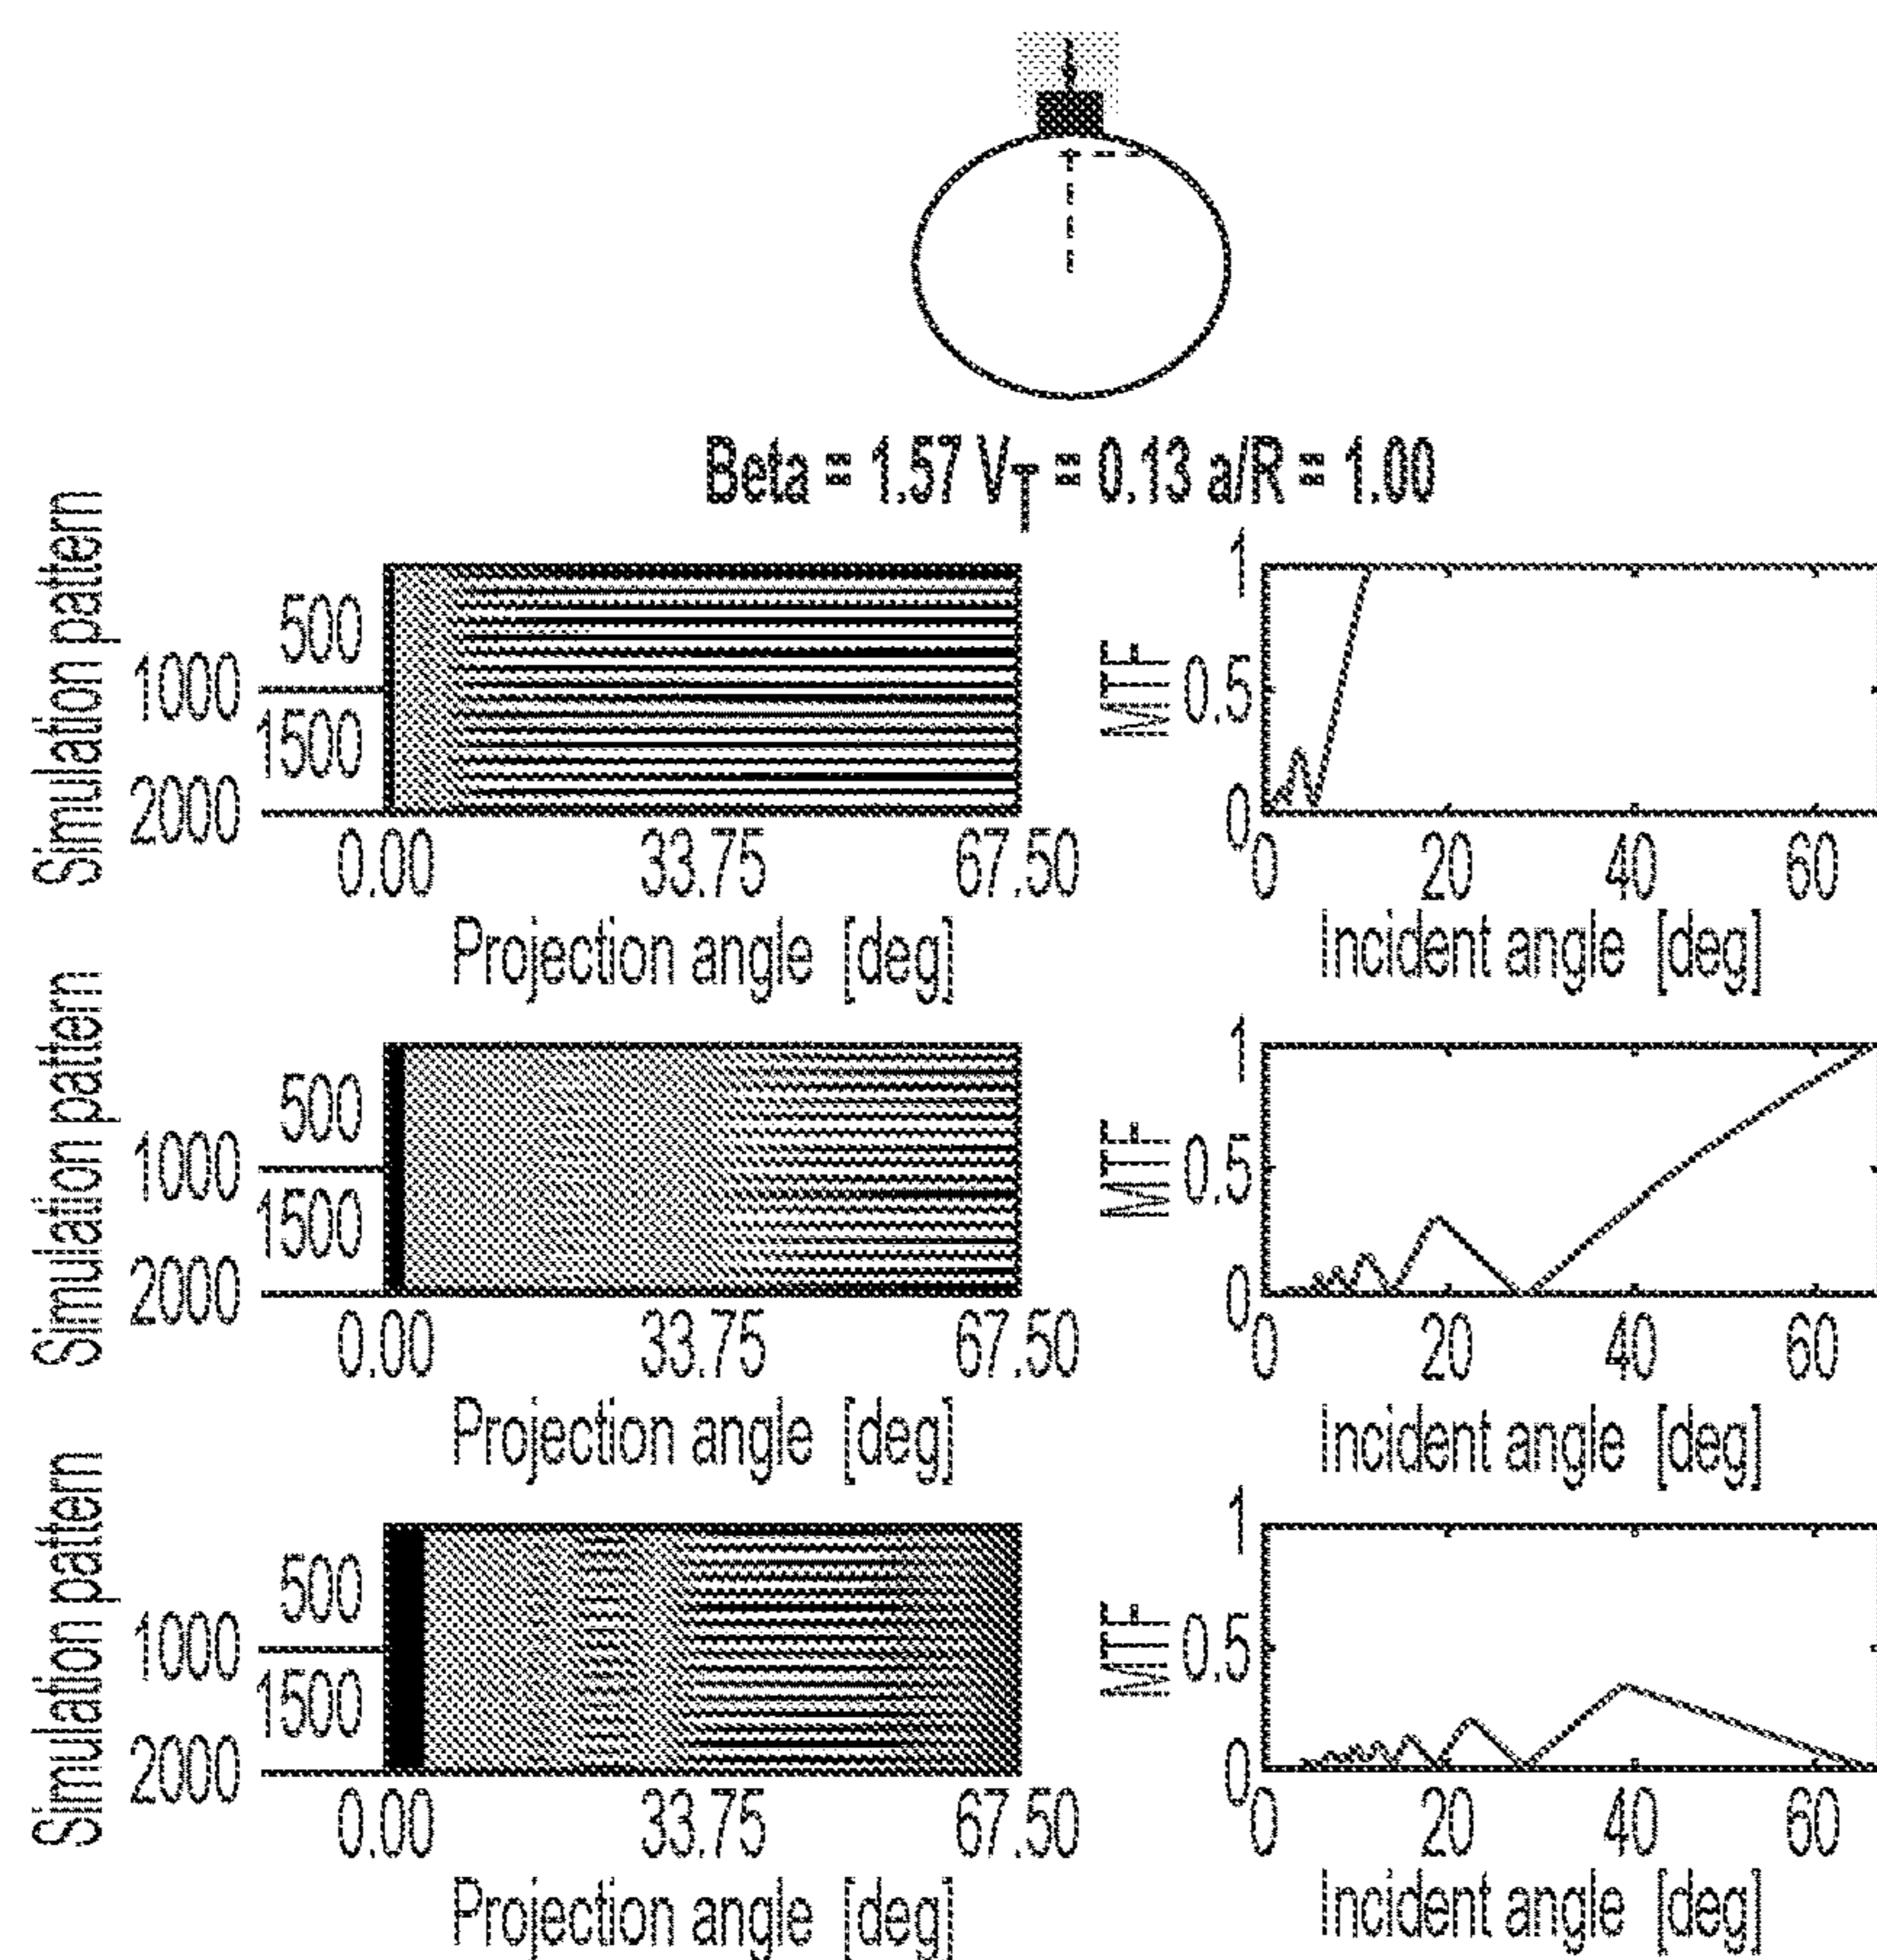 Beta = 1.57 V_T = 0.13 a/R = 1.00
Simulation pattern
500
1000
1500
2000
0.00 33.75 67.50
Projection angle [deg]
MTF
1
0.5
0
0 20 40 60
Incident angle [deg]
Simulation pattern
500
1000
1500
2000
0.00 33.75 67.50
Projection angle [deg]
MTF
1
0.5
0
0 20 40 60
Incident angle [deg]
Simulation pattern
500
1000
1500
2000
0.00 33.75 67.50
Projection angle [deg]
MTF
1
0.5
0
0 20 40 60
Incident angle [deg]